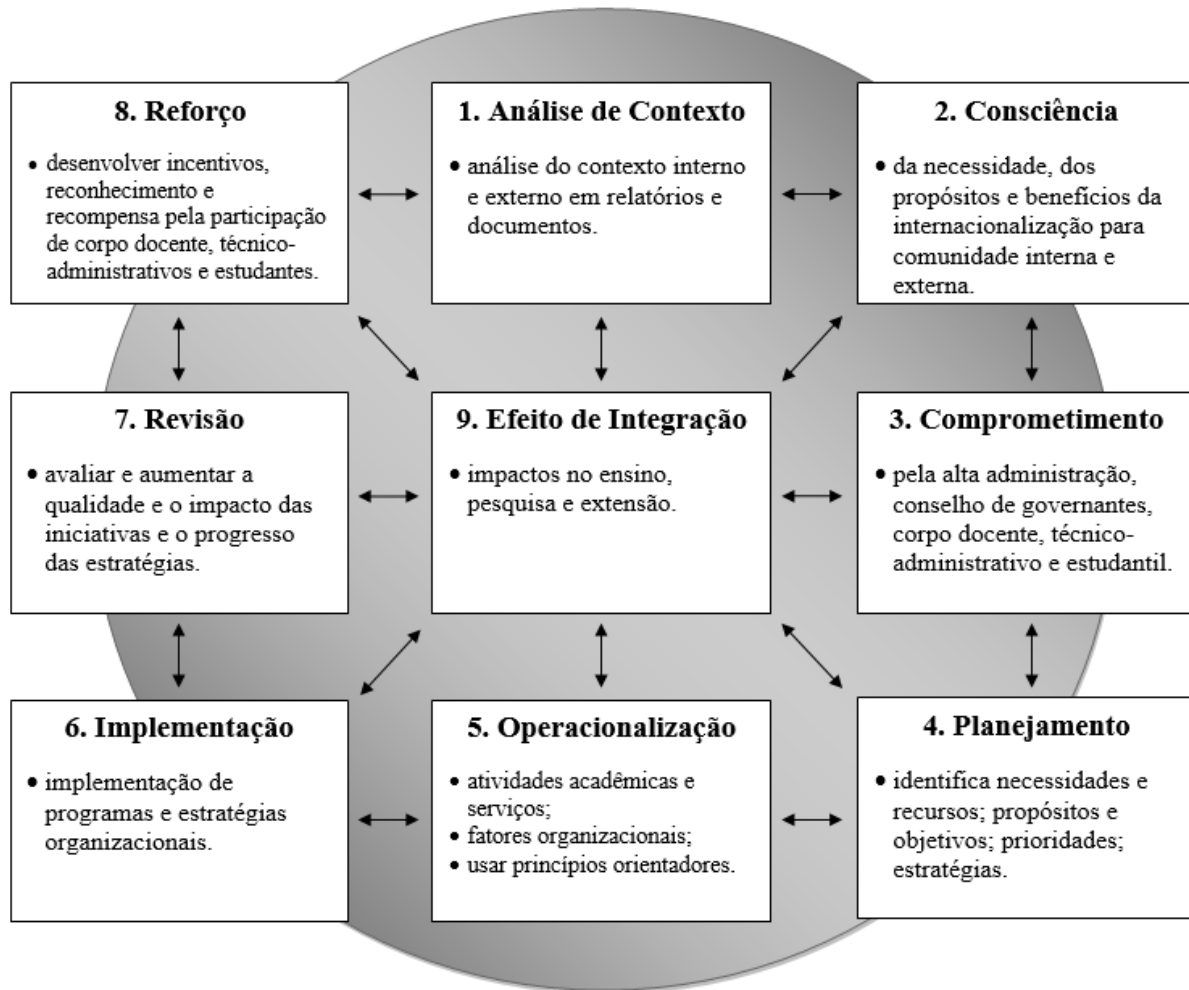 8. Reforço
• desenvolver incentivos,
reconhecimento e
recompensa pela participação
de corpo docente, técnico-
administrativos e estudantes.
1. Análise de Contexto
• análise do contexto interno
e externo em relatórios e
documentos.
2. Consciência
• da necessidade, dos
propósitos e benefícios da
internacionalização para
comunidade interna e
externa.
7. Revisão
• avaliar e aumentar a
qualidade e o impacto das
iniciativas e o progresso
das estratégias.
9. Efeito de Integração
• impactos no ensino,
pesquisa e extensão.
3. Comprometimento
• pela alta administração,
conselho de governantes,
corpo docente, técnico-
administrativo e estudantil.
6. Implementação
• implementação de
programas e estratégias
organizacionais.
5. Operacionalização
• atividades acadêmicas e
serviços;
• fatores organizacionais;
• usar princípios orientadores.
4. Planejamento
• identifica necessidades e
recursos; propósitos e
objetivos; prioridades;
estratégias.